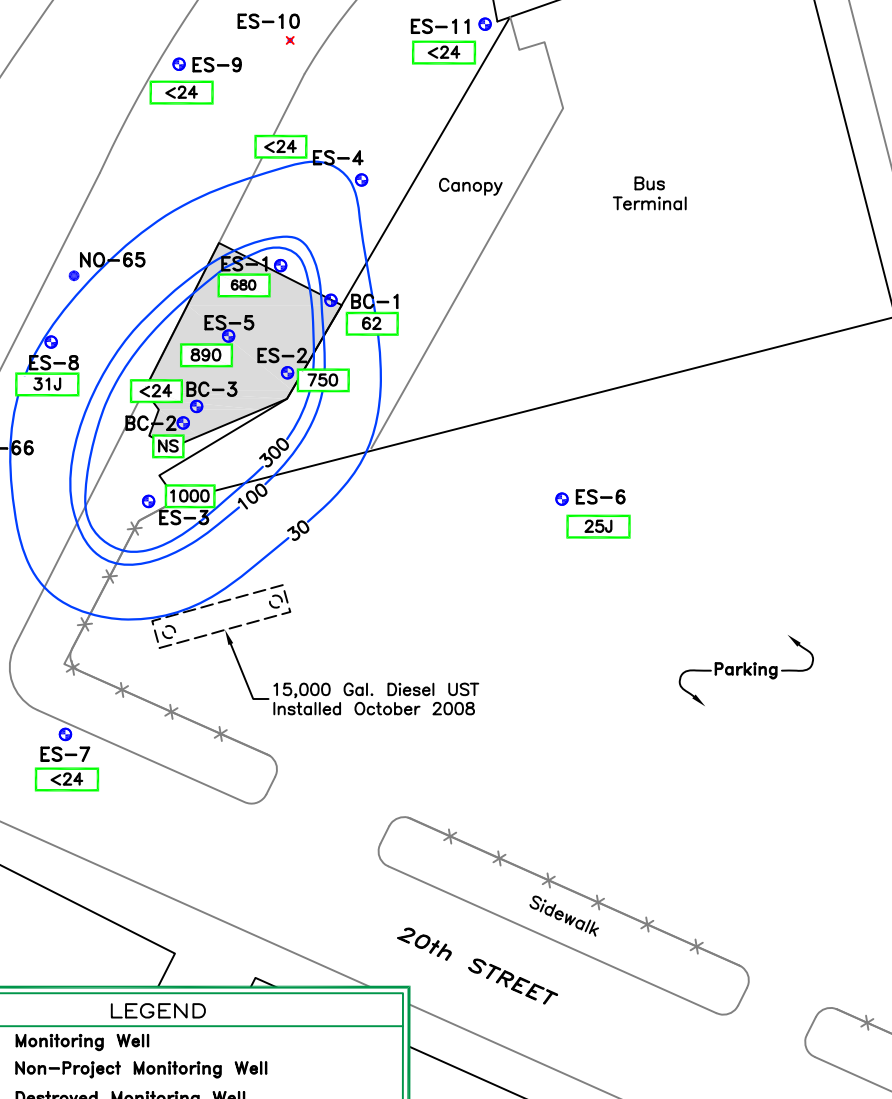 ES-10
ES-11
<24
ES-9
<24
<24
ES-4
Canopy
Bus
Terminal
NO-65
ES-1
680
BC-1
62
ES-5
890
ES-8
31J
ES-2
750
<24
BC-3
BC-2
NS
-66
300
100
30
1000
ES-3
ES-6
25J
15,000 Gal. Diesel UST
Installed October 2008
Parking
ES-7
<24
Sidewalk
20th STREET
LEGEND
Monitoring Well
Non-Project Monitoring Well
Destroyed Monitoring Well